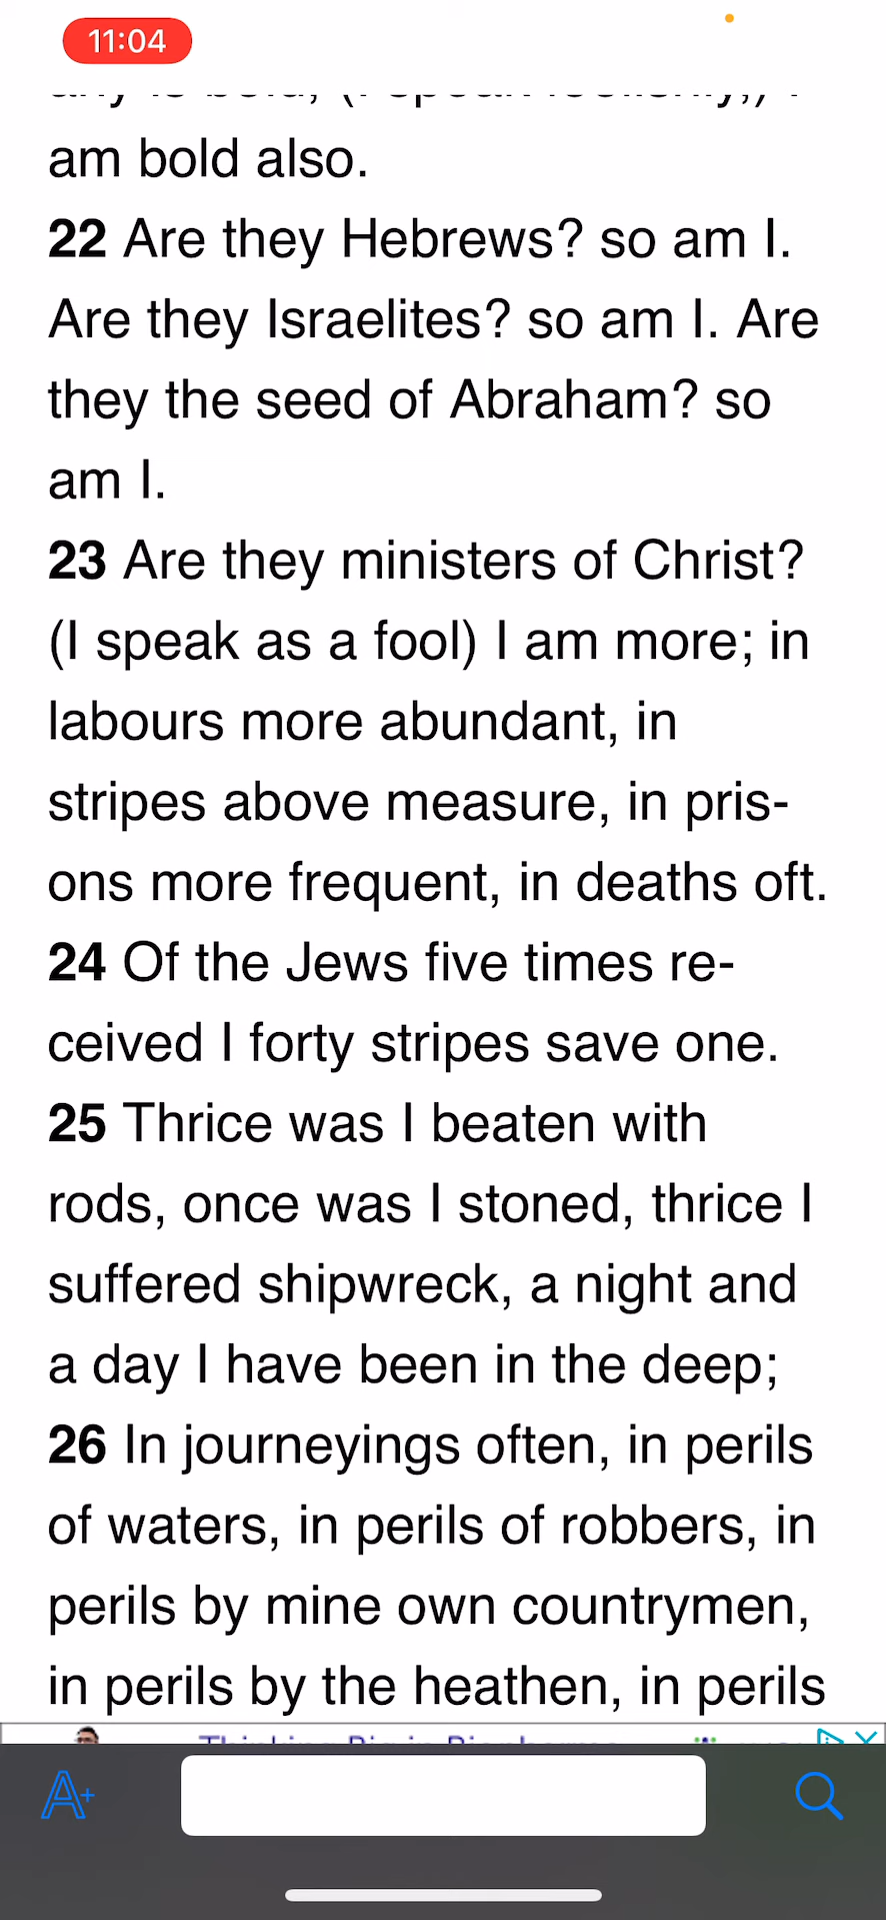 11:04
am bold also.
22 Are they Hebrews? so am I.
Are they Israelites? so am I. Are
they the seed of Abraham? so
am I.
23 Are they ministers of Christ?
(I speak as a fool) I am more; in
labours more abundant, in
stripes above measure, in pris-
ons more frequent, in deaths oft.
24 Of the Jews five times re-
ceived I forty stripes save one.
25 Thrice was I beaten with
rods, once was I stoned, thrice I
suffered shipwreck, a night and
a day I have been in the deep;
26 In journeyings often, in perils
of waters, in perils of robbers, in
perils by mine own countrymen,
in perils by the heathen, in perils
A+